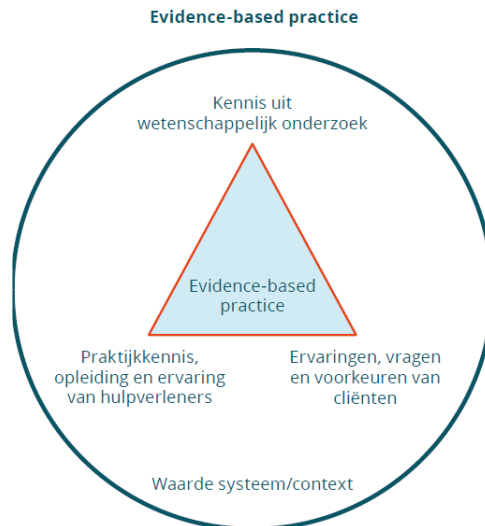 Evidence-based practice
Kennis uit
wetenschappelijk onderzoek
Evidence-based
practice
Praktijkkennis,
opleiding en ervaring
van hulpverleners
Ervaringen, vragen
en voorkeuren van
cliënten
Waarde systeem/context